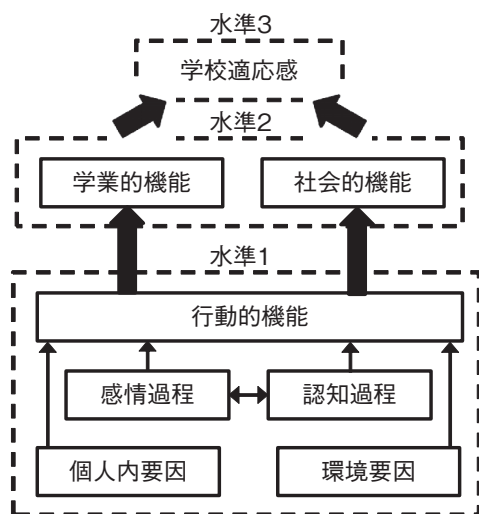 水準3
学校適応感
水準2
学業的機能
社会的機能
水準1
行動的機能
感情過程
認知過程
個人内要因
環境要因